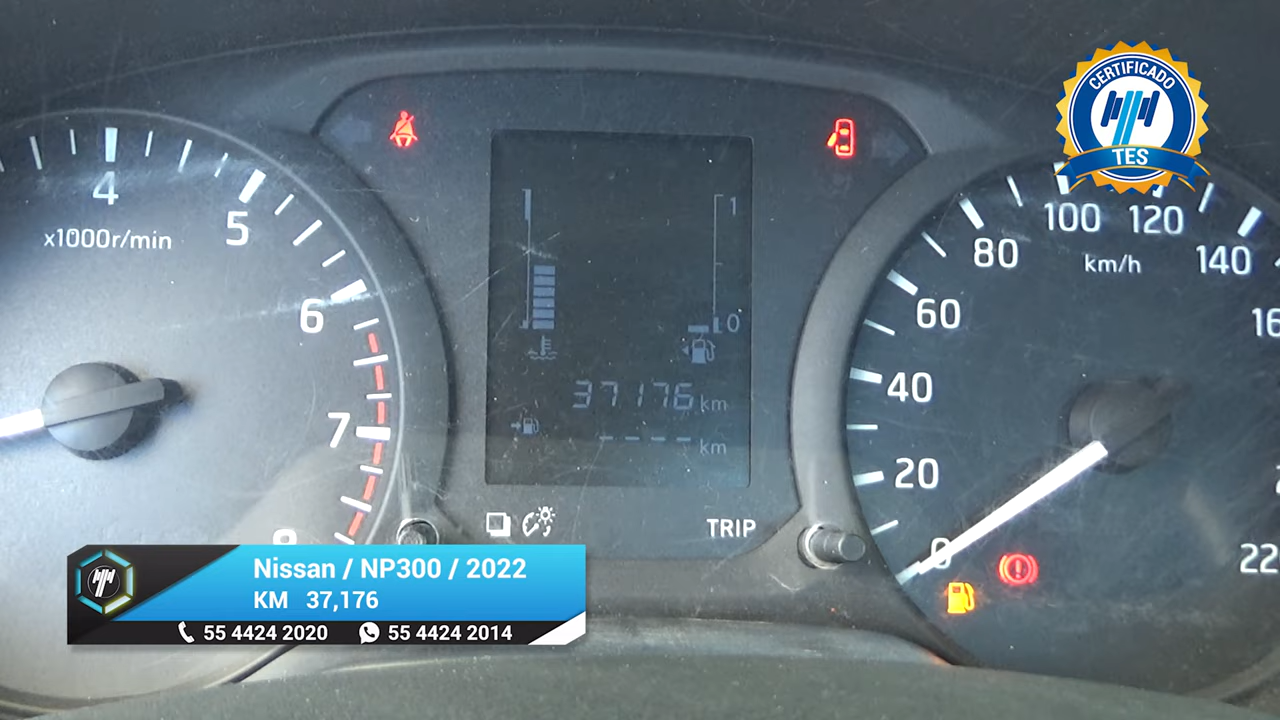 CERTIFICADO
TES
4
5
6
7
8
x1000r/min
1
0
37176 km
---- km
TRIP
0
20
40
60
80
100
120
140
km/h
Nissan / NP300 / 2022
KM 37,176
55 4424 2020 55 4424 2014